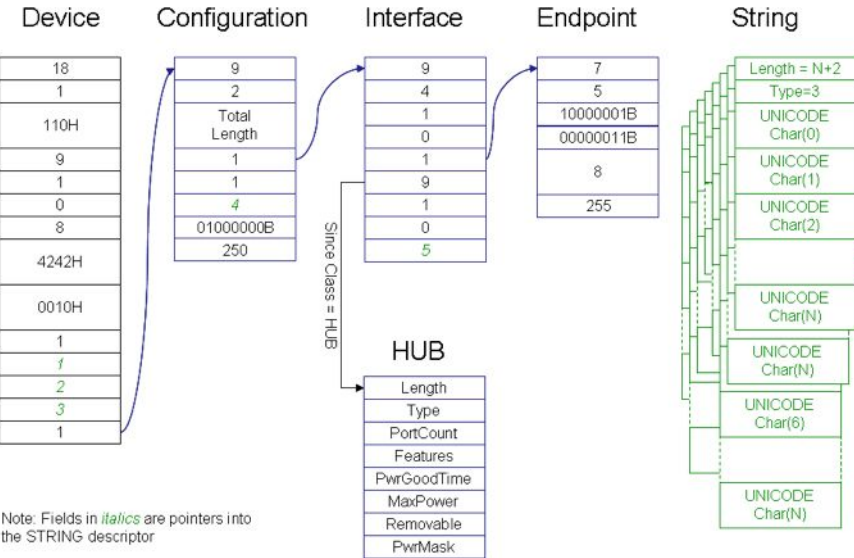 Device
18
1
110H
9
1
0
8
4242H
0010H
1
1
2
3
1
Configuration
9
2
Total
Length
1
1
4
01000000B
250
Interface
9
4
1
0
1
9
1
0
5
Since Class = HUB
HUB
Length
Type
PortCount
Features
PwrGoodTime
MaxPower
Removable
PwrMask
Endpoint
7
5
10000001B
00000011B
8
255
String
Length = N+2
Type=3
UNICODE
Char(0)
UNICODE
Char(1)
UNICODE
Char(2)
UNICODE
Char(N)
UNICODE
Char(N)
UNICODE
Char(6)
UNICODE
Char(N)
Note: Fields in italics are pointers into
the STRING descriptor